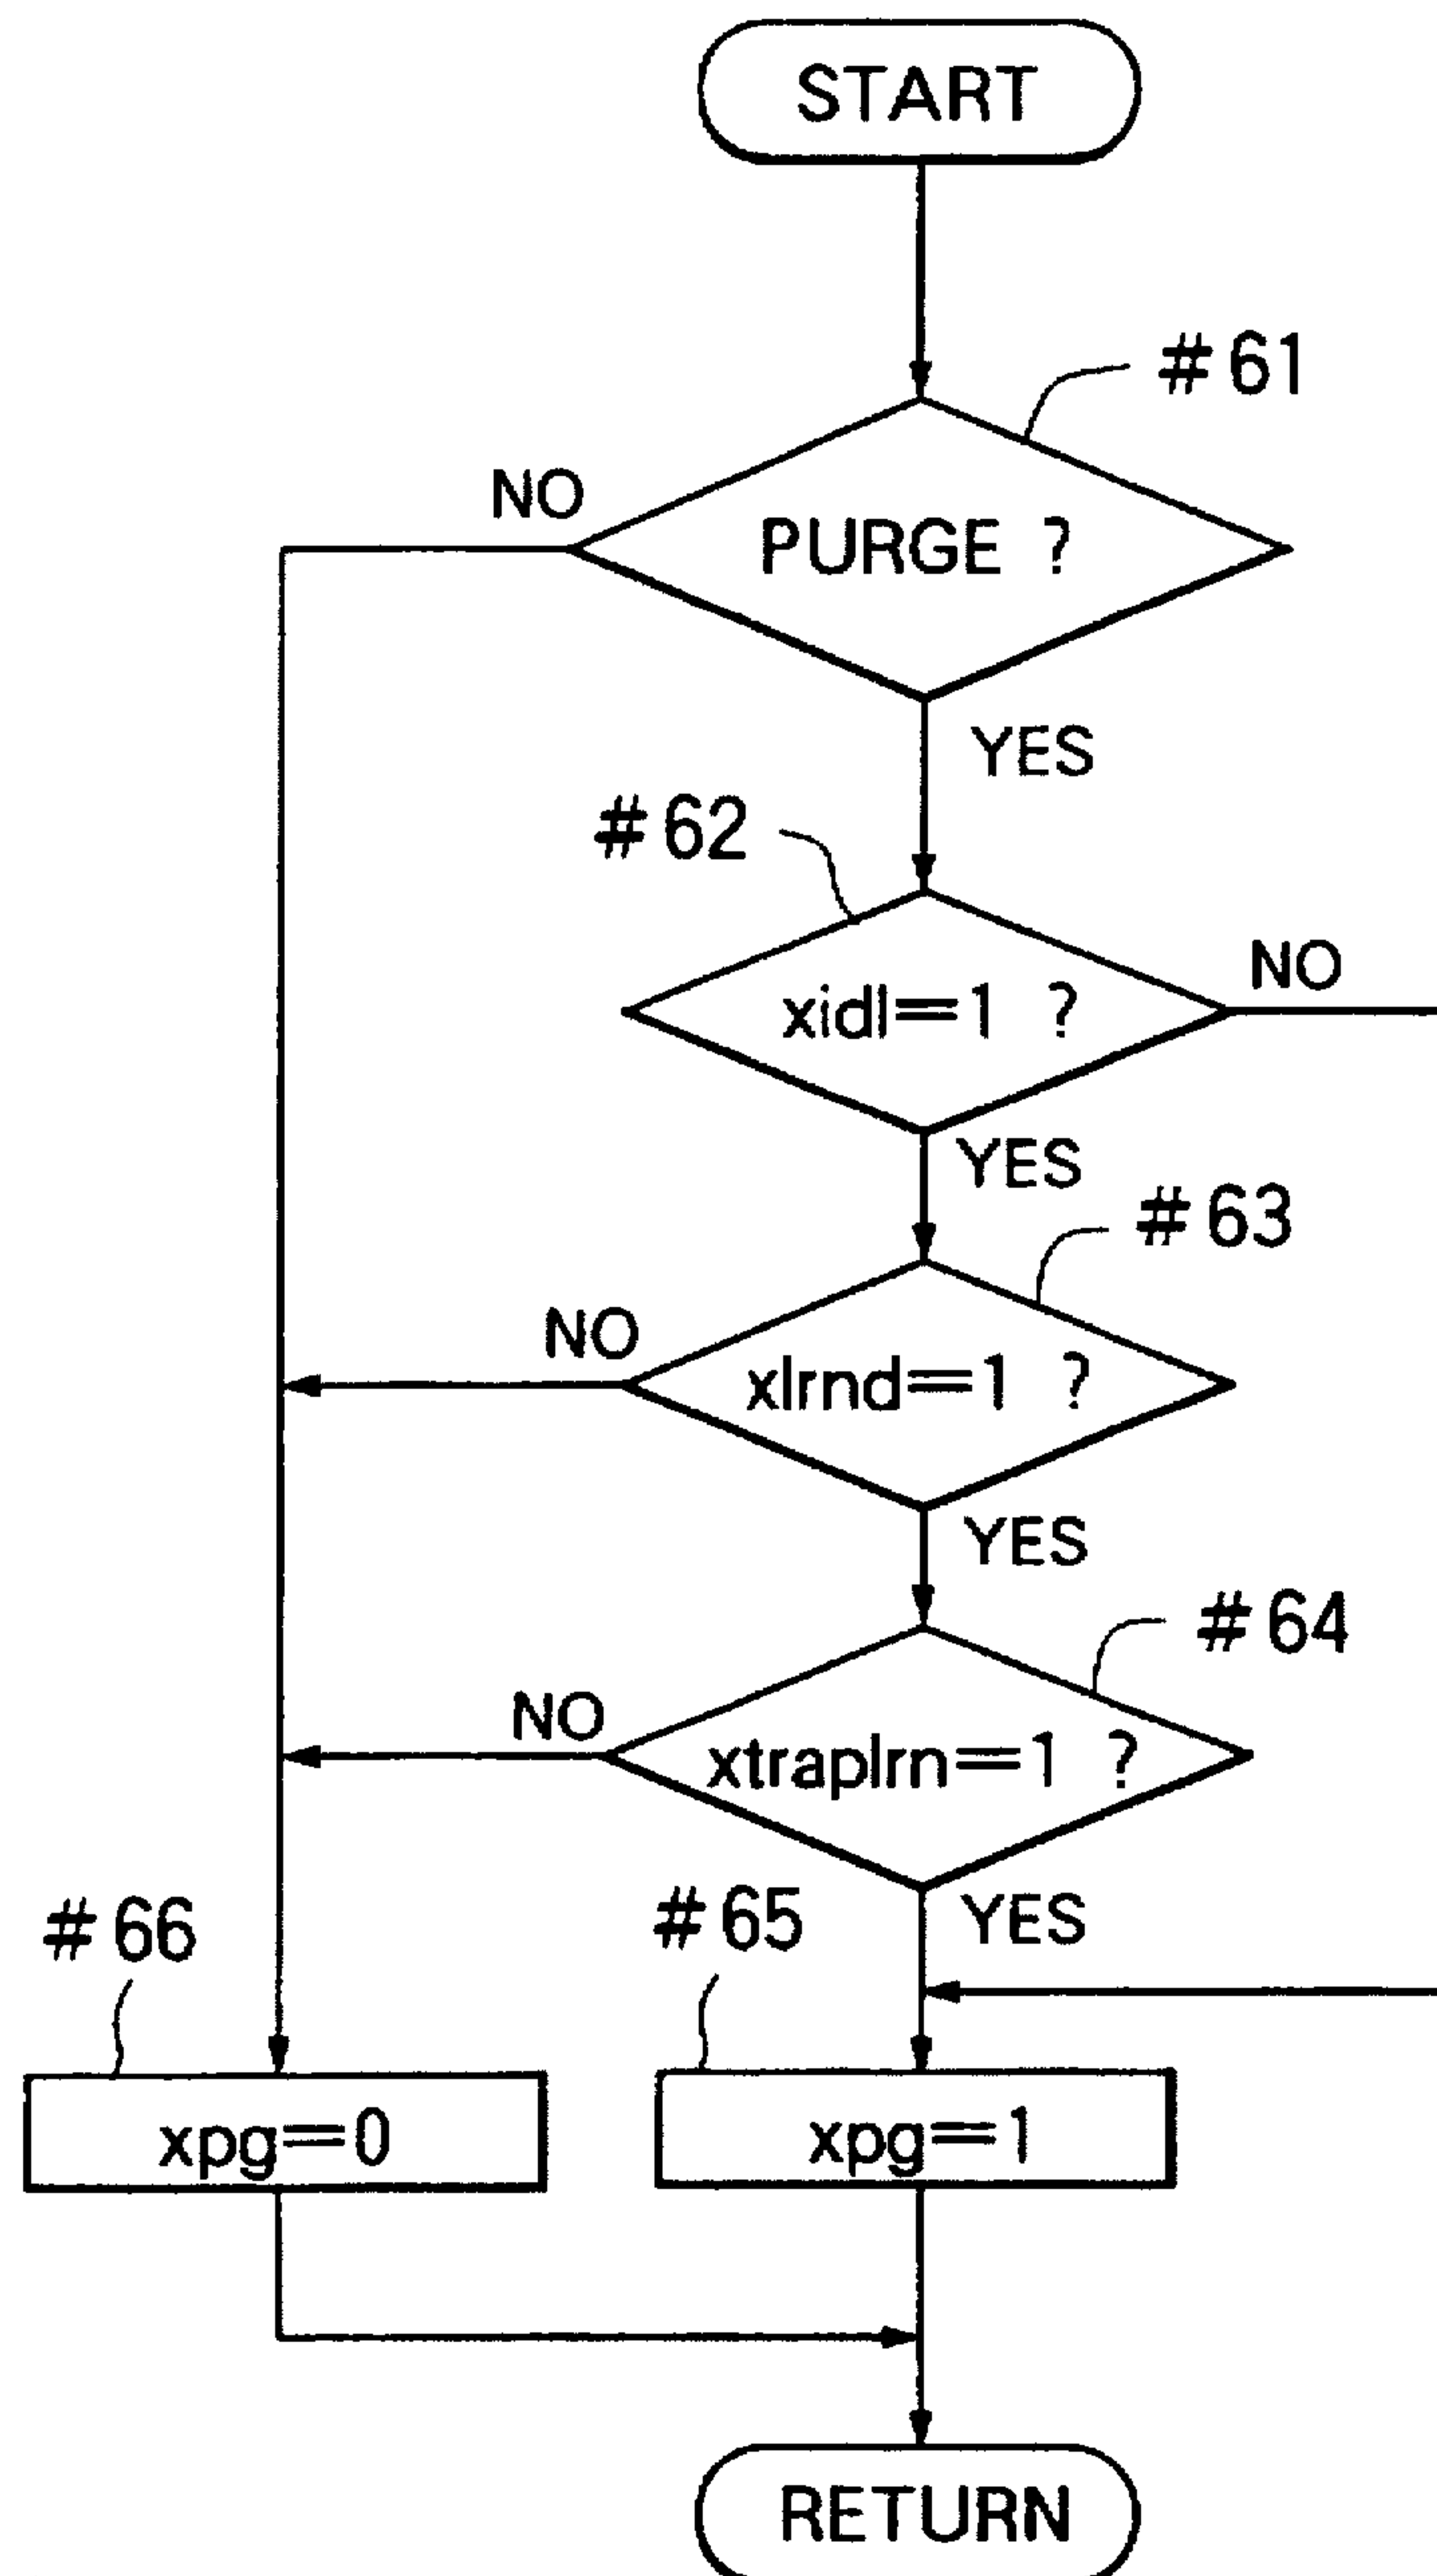 START
#61
NO
PURGE ?
YES
#62
NO
xidl=1 ?
YES
#63
NO
xlrnd=1 ?
YES
#64
NO
xtraplrn=1 ?
YES
#66
#65
xpg=0
xpg=1
RETURN